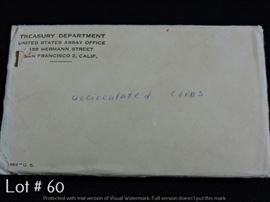 TREASURY DEPARTMENT
UNITED STATES ASSAY OFFICE
155 HERMANN STREET
SAN FRANCISCO 2, CALIF.
uncirculated coins
Lot # 60
Protected with trial version of Visual Watermark. Full version doesn't put this mark.